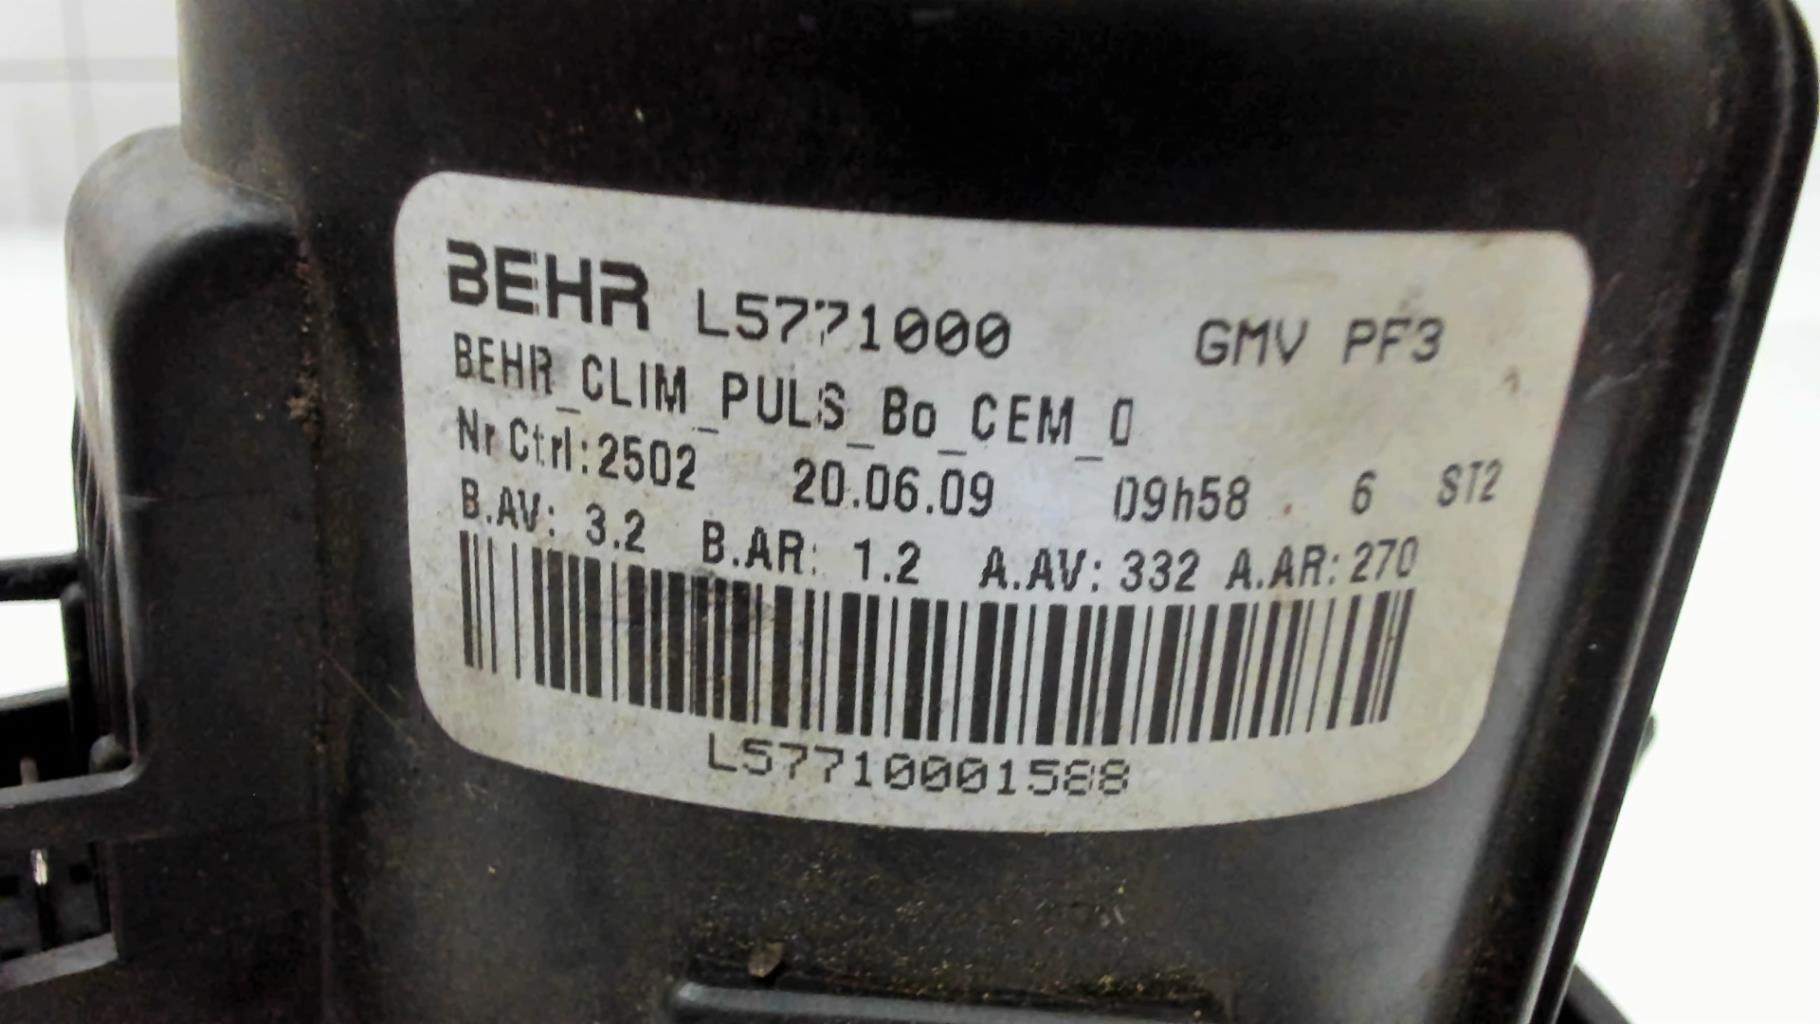 BEHR L5771000 GMV PF3
BEHR_CLIM_PULS_Bo_CEM_0
Nr Ctrl:2502 20.06.09 09h58 6 ST2
B.AV: 3.2 B.AR: 1.2 A.AV: 332 A.AR: 270
L57710001588